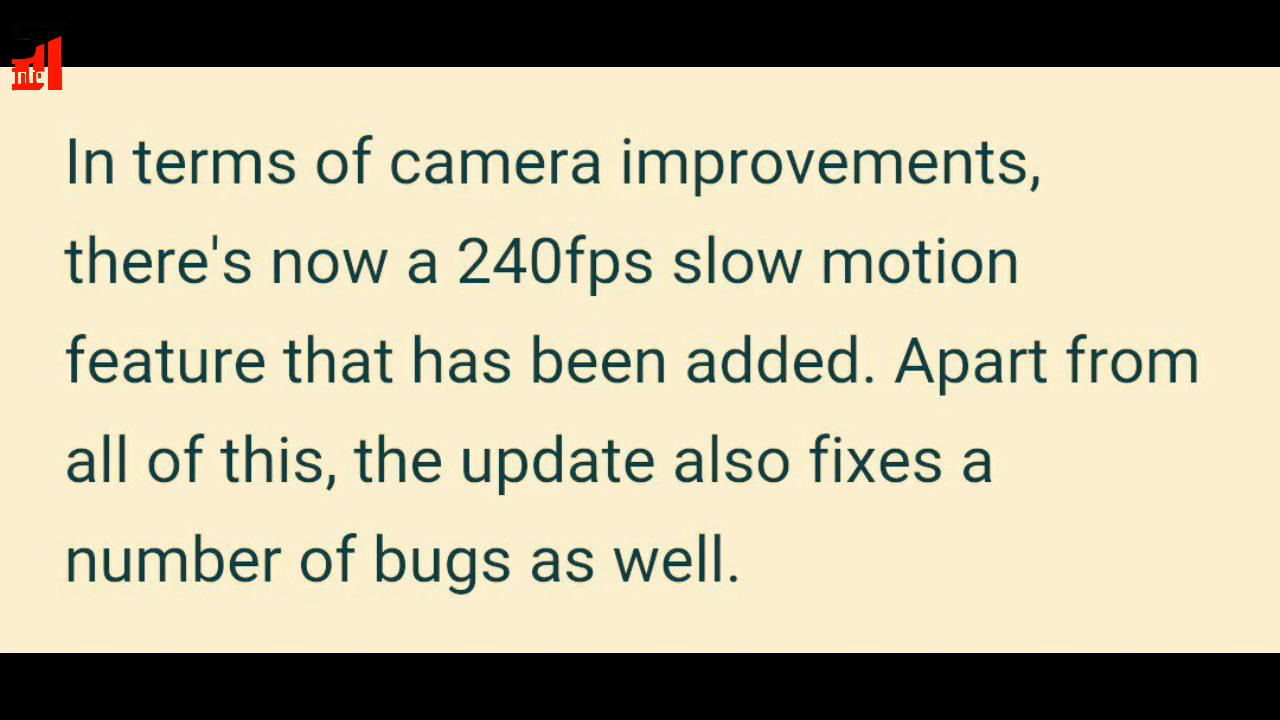 info
In terms of camera improvements,
there's now a 240fps slow motion
feature that has been added. Apart from
all of this, the update also fixes a
number of bugs as well.